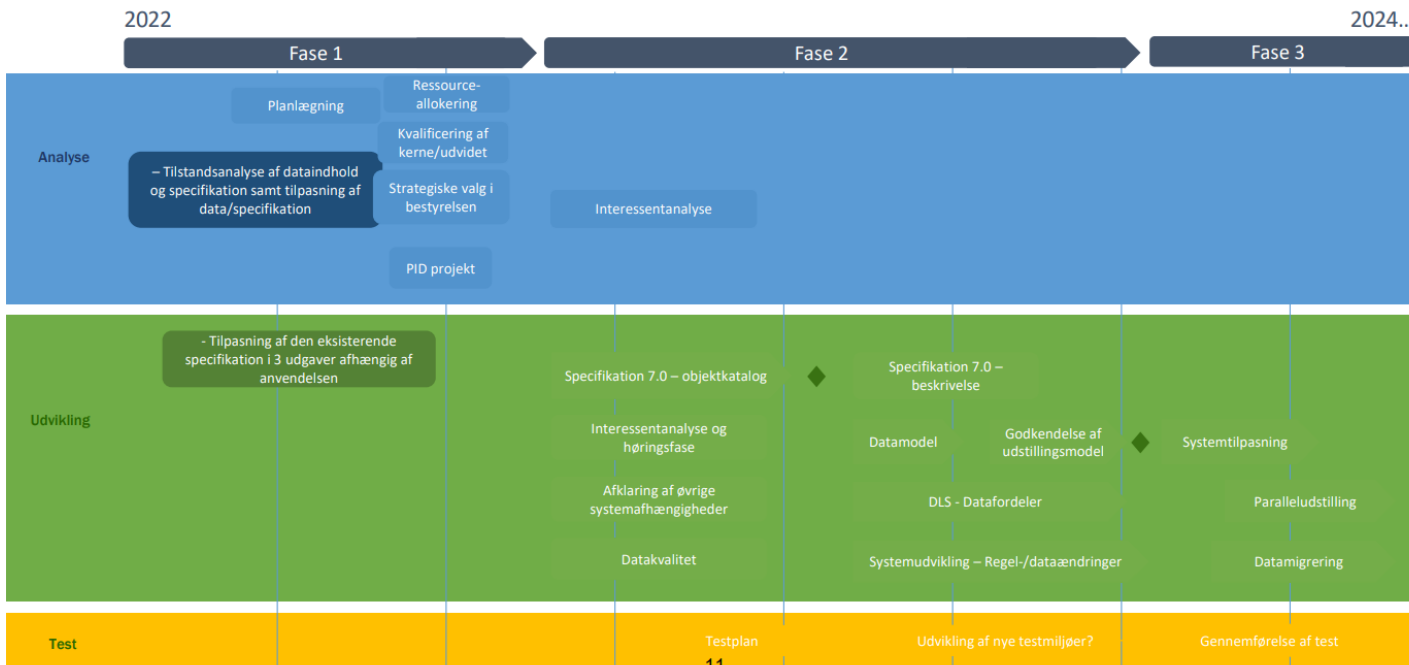 2022
2024..
Fase 1
Fase 2
Fase 3
Analyse
Planlægning
Ressource-
allokering
Kvalificering af
kerne/udvidet
– Tilstandsanalyse af dataindhold
og specifikation samt tilpasning af
data/specifikation
Strategiske valg i
bestyrelsen
Interessentanalyse
PID projekt
Udvikling
- Tilpasning af den eksisterende
specifikation i 3 udgaver afhængig af
anvendelsen
Specifikation 7.0 – objektkatalog
Specifikation 7.0 –
beskrivelse
Interessentanalyse og
høringsfase
Datamodel
Godkendelse af
udstillingsmodel
Systemtilpasning
Afklaring af øvrige
systemafhængigheder
DLS - Datafordeler
Paralleludstilling
Datakvalitet
Systemudvikling – Regel-/dataændringer
Datamigrering
Test
Testplan
Udvikling af nye testmiljøer?
Gennemførelse af test
11